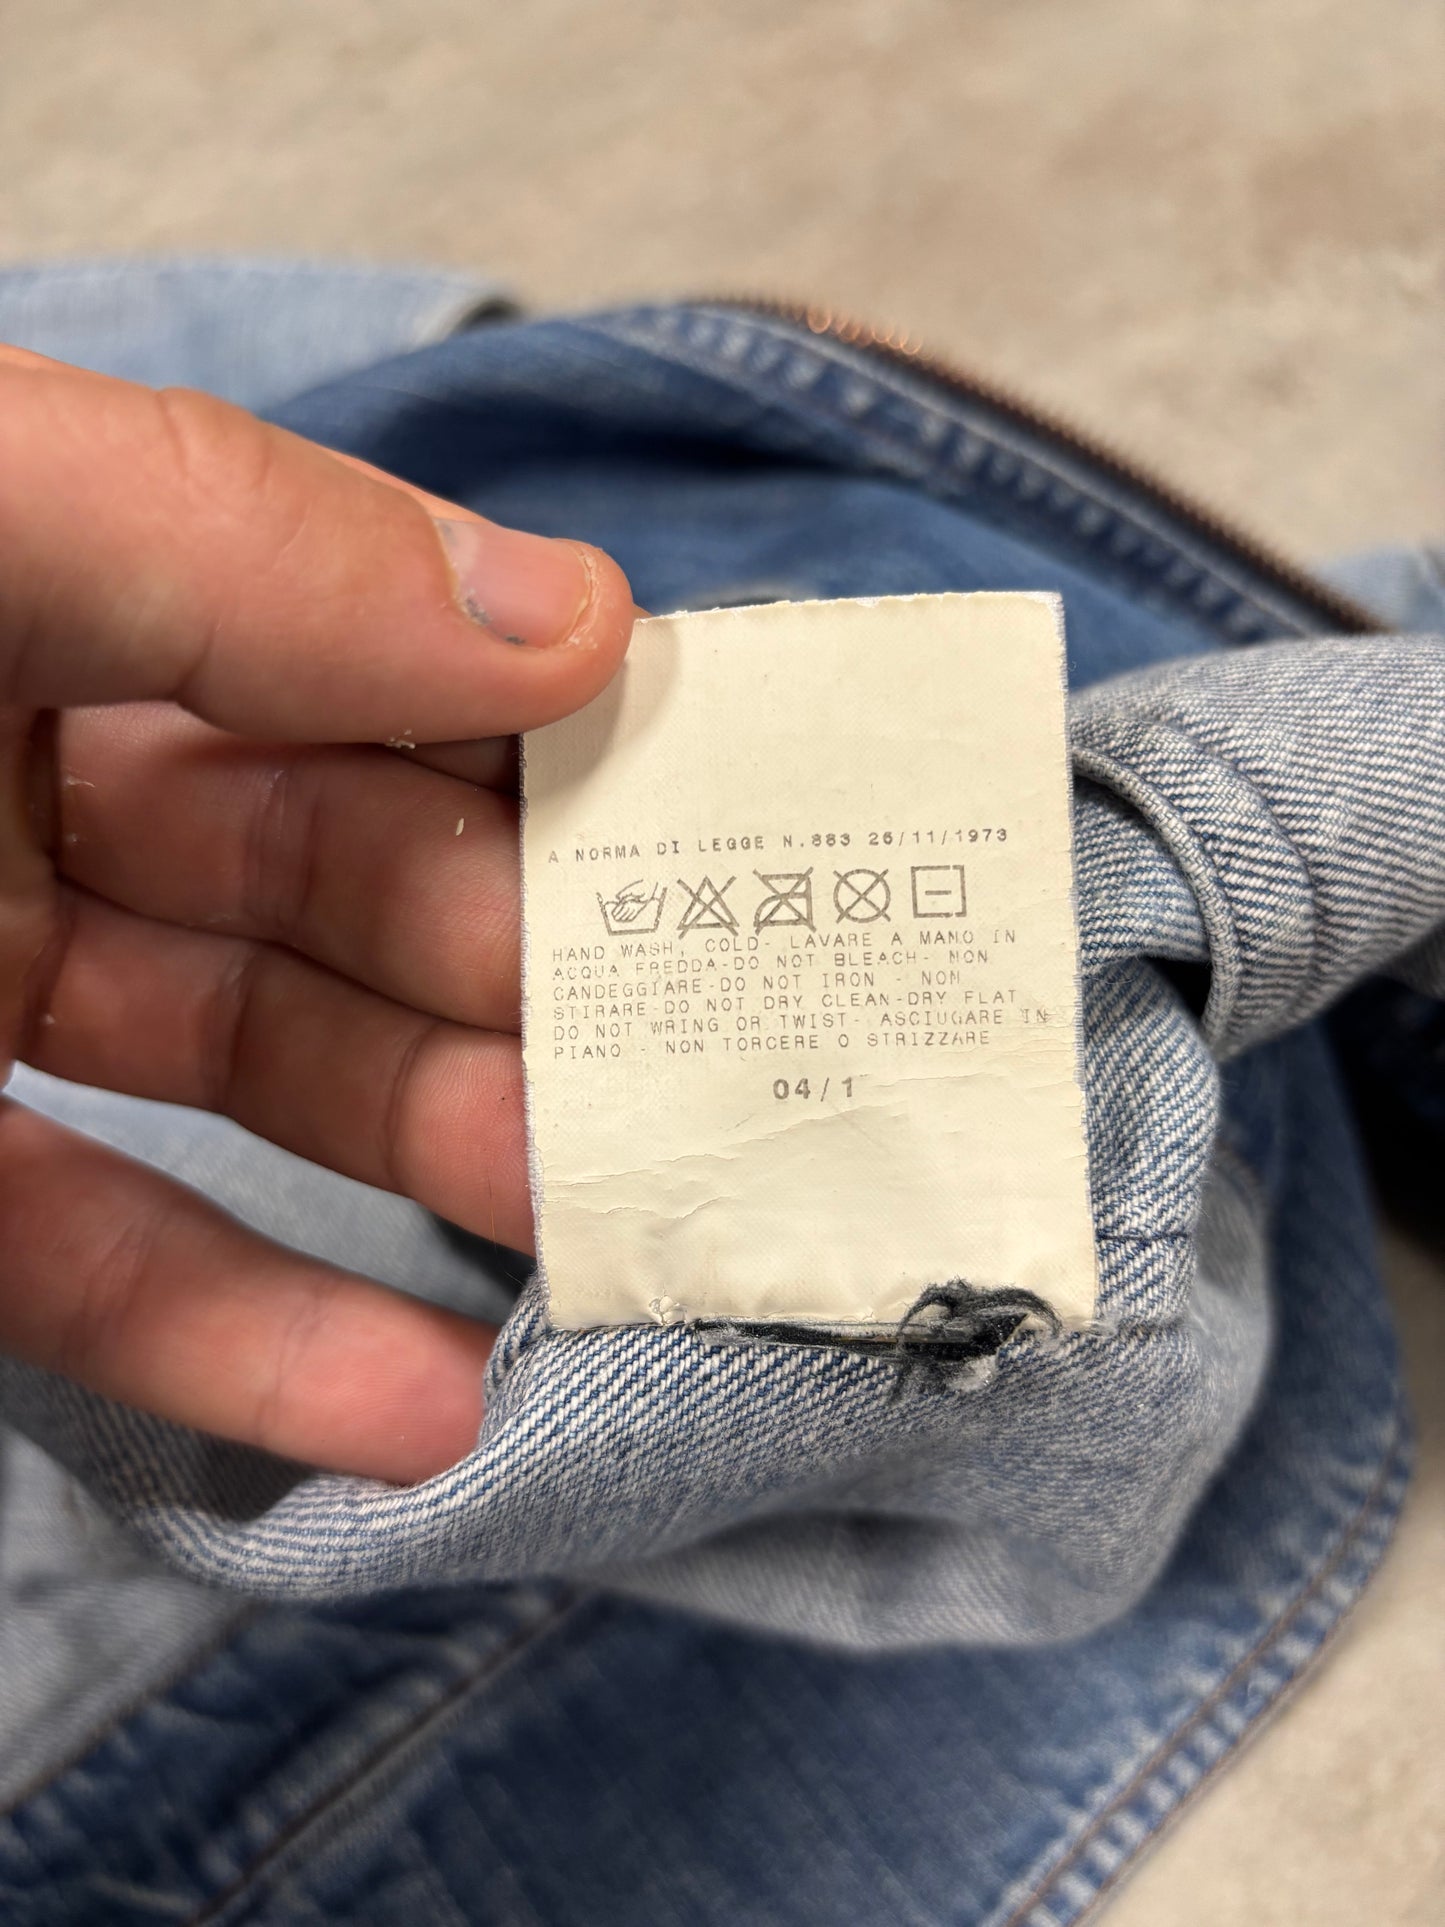 A NORMA DI LEGGE N.883 26/11/1973
HAND WASH, COLD- LAVARE A MANO IN
ACQUA FREDDA-DO NOT BLEACH- NON
CANDEGGIARE-DO NOT IRON - NON
STIRARE-DO NOT DRY CLEAN-DRY FLAT
DO NOT WRING OR TWIST- ASCIUGARE IN
PIANO - NON TORCERE O STRIZZARE
04/1